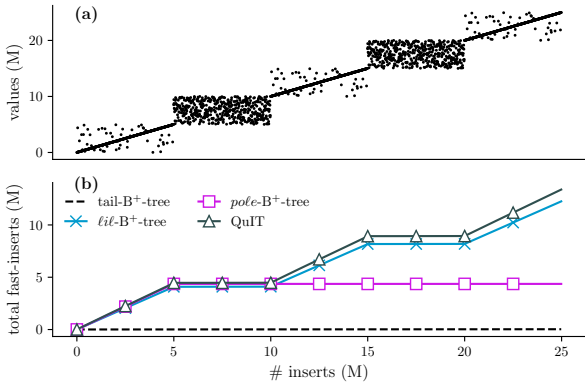 (a)
values (M)
20
10
0
(b)
total fast-inserts (M)
10
5
0
tail-B⁺-tree
ℓiℓ-B⁺-tree
pole-B⁺-tree
QuIT
0
5
10
15
20
25
# inserts (M)